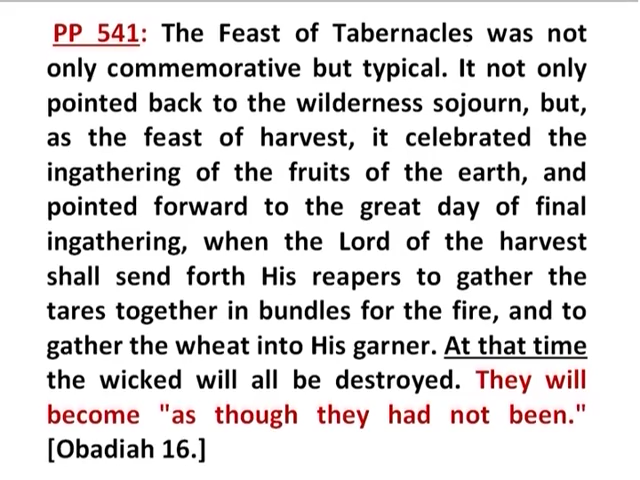 PP 541: The Feast of Tabernacles was not
only commemorative but typical. It not only
pointed back to the wilderness sojourn, but,
as the feast of harvest, it celebrated the
ingathering of the fruits of the earth, and
pointed forward to the great day of final
ingathering, when the Lord of the harvest
shall send forth His reapers to gather the
tares together in bundles for the fire, and to
gather the wheat into His garner. At that time
the wicked will all be destroyed. They will
become "as though they had not been."
[Obadiah 16.]